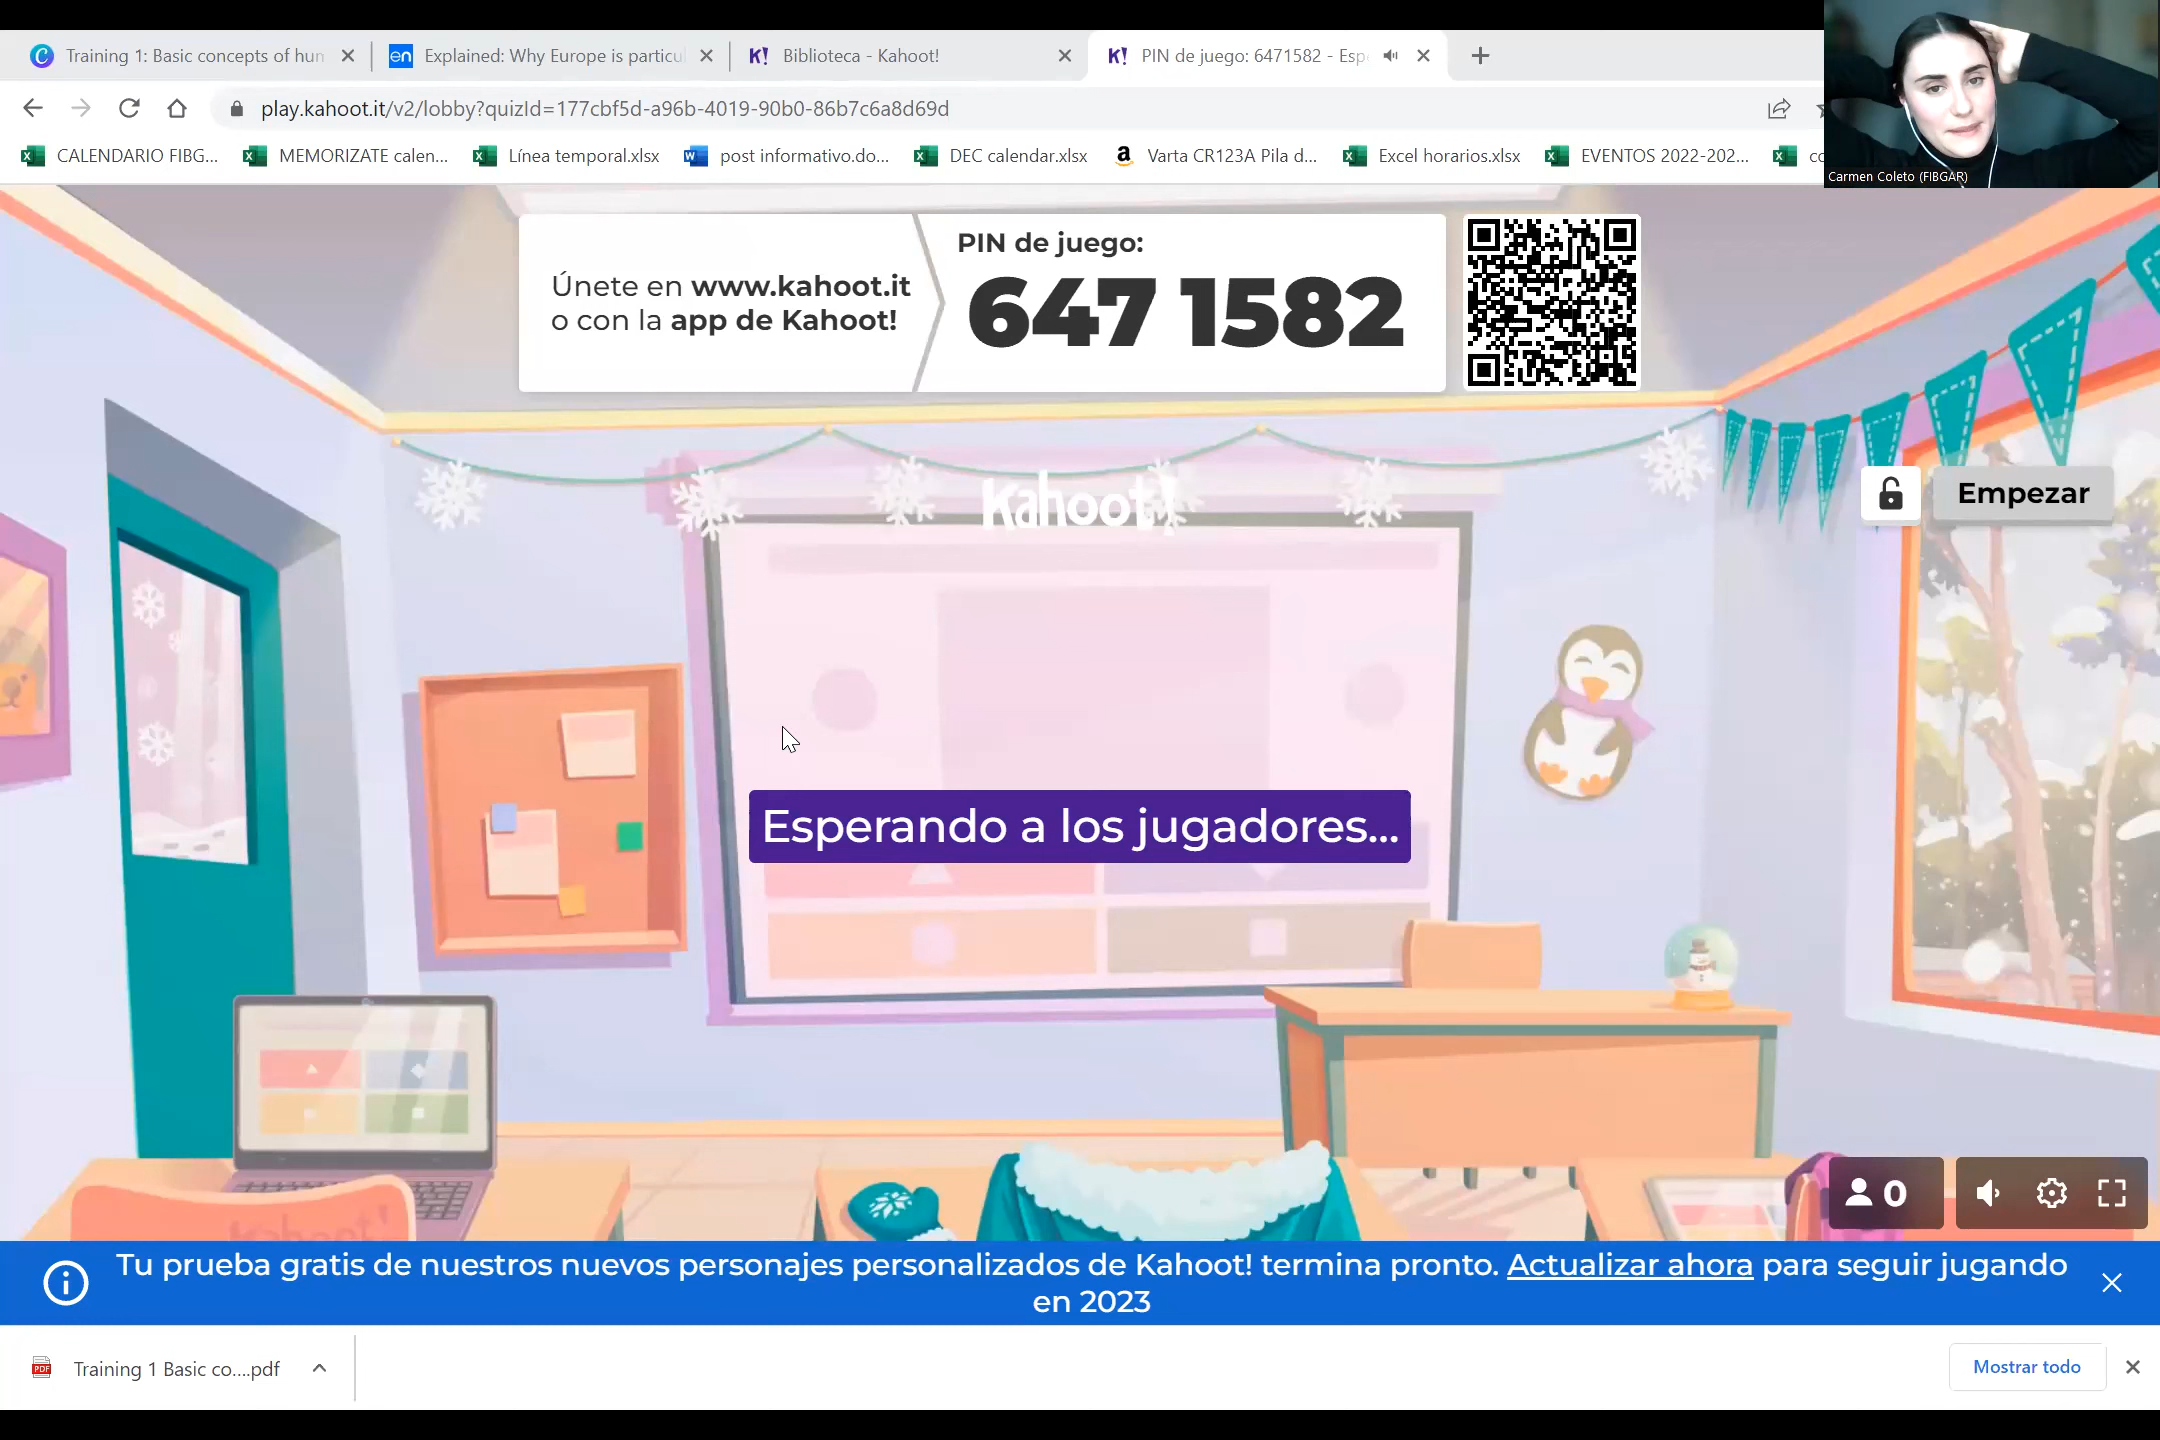 Training 1: Basic concepts of hun
Explained: Why Europe is particul
Biblioteca - Kahoot!
PIN de juego: 6471582 - Esp
play.kahoot.it/v2/lobby?quizId=177cbf5d-a96b-4019-90b0-86b7c6a8d69d
CALENDARIO FIBG...
MEMORIZATE calen...
Línea temporal.xlsx
post informativo.do...
DEC calendar.xlsx
Varta CR123A Pila d...
Excel horarios.xlsx
EVENTOS 2022-202...
Carmen Coleto (FIBGAR)
Únete en www.kahoot.it
o con la app de Kahoot!
PIN de juego:
647 1582
Kahoot!
Empezar
Esperando a los jugadores...
0
Tu prueba gratis de nuestros nuevos personajes personalizados de Kahoot! termina pronto. Actualizar ahora para seguir jugando
en 2023
Training 1 Basic co....pdf
Mostrar todo